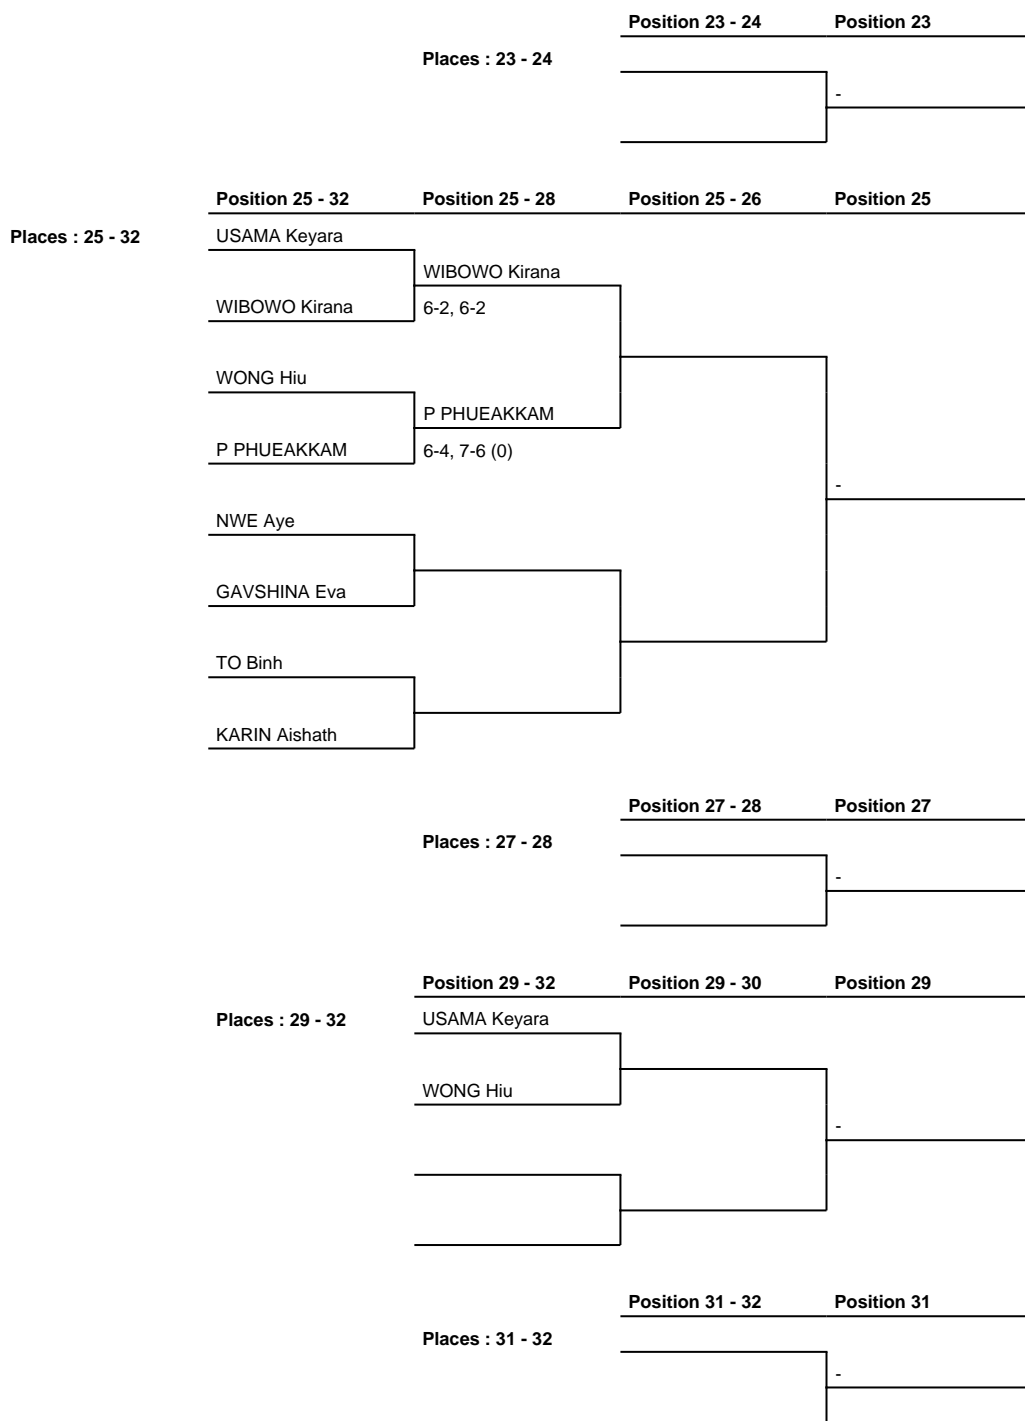 Position 23 - 24 Position 23
Places : 23 - 24
-
Position 25 - 32 Position 25 - 28 Position 25 - 26 Position 25
Places : 25 - 32 USAMA Keyara
WIBOWO Kirana
WIBOWO Kirana 6-2, 6-2
WONG Hiu
P PHUEAKKAM
P PHUEAKKAM 6-4, 7-6 (0)
-
NWE Aye
GAVSHINA Eva
TO Binh
KARIN Aishath
Position 27 - 28 Position 27
Places : 27 - 28
-
Position 29 - 32 Position 29 - 30 Position 29
Places : 29 - 32 USAMA Keyara
WONG Hiu
-
Position 31 - 32 Position 31
Places : 31 - 32
-